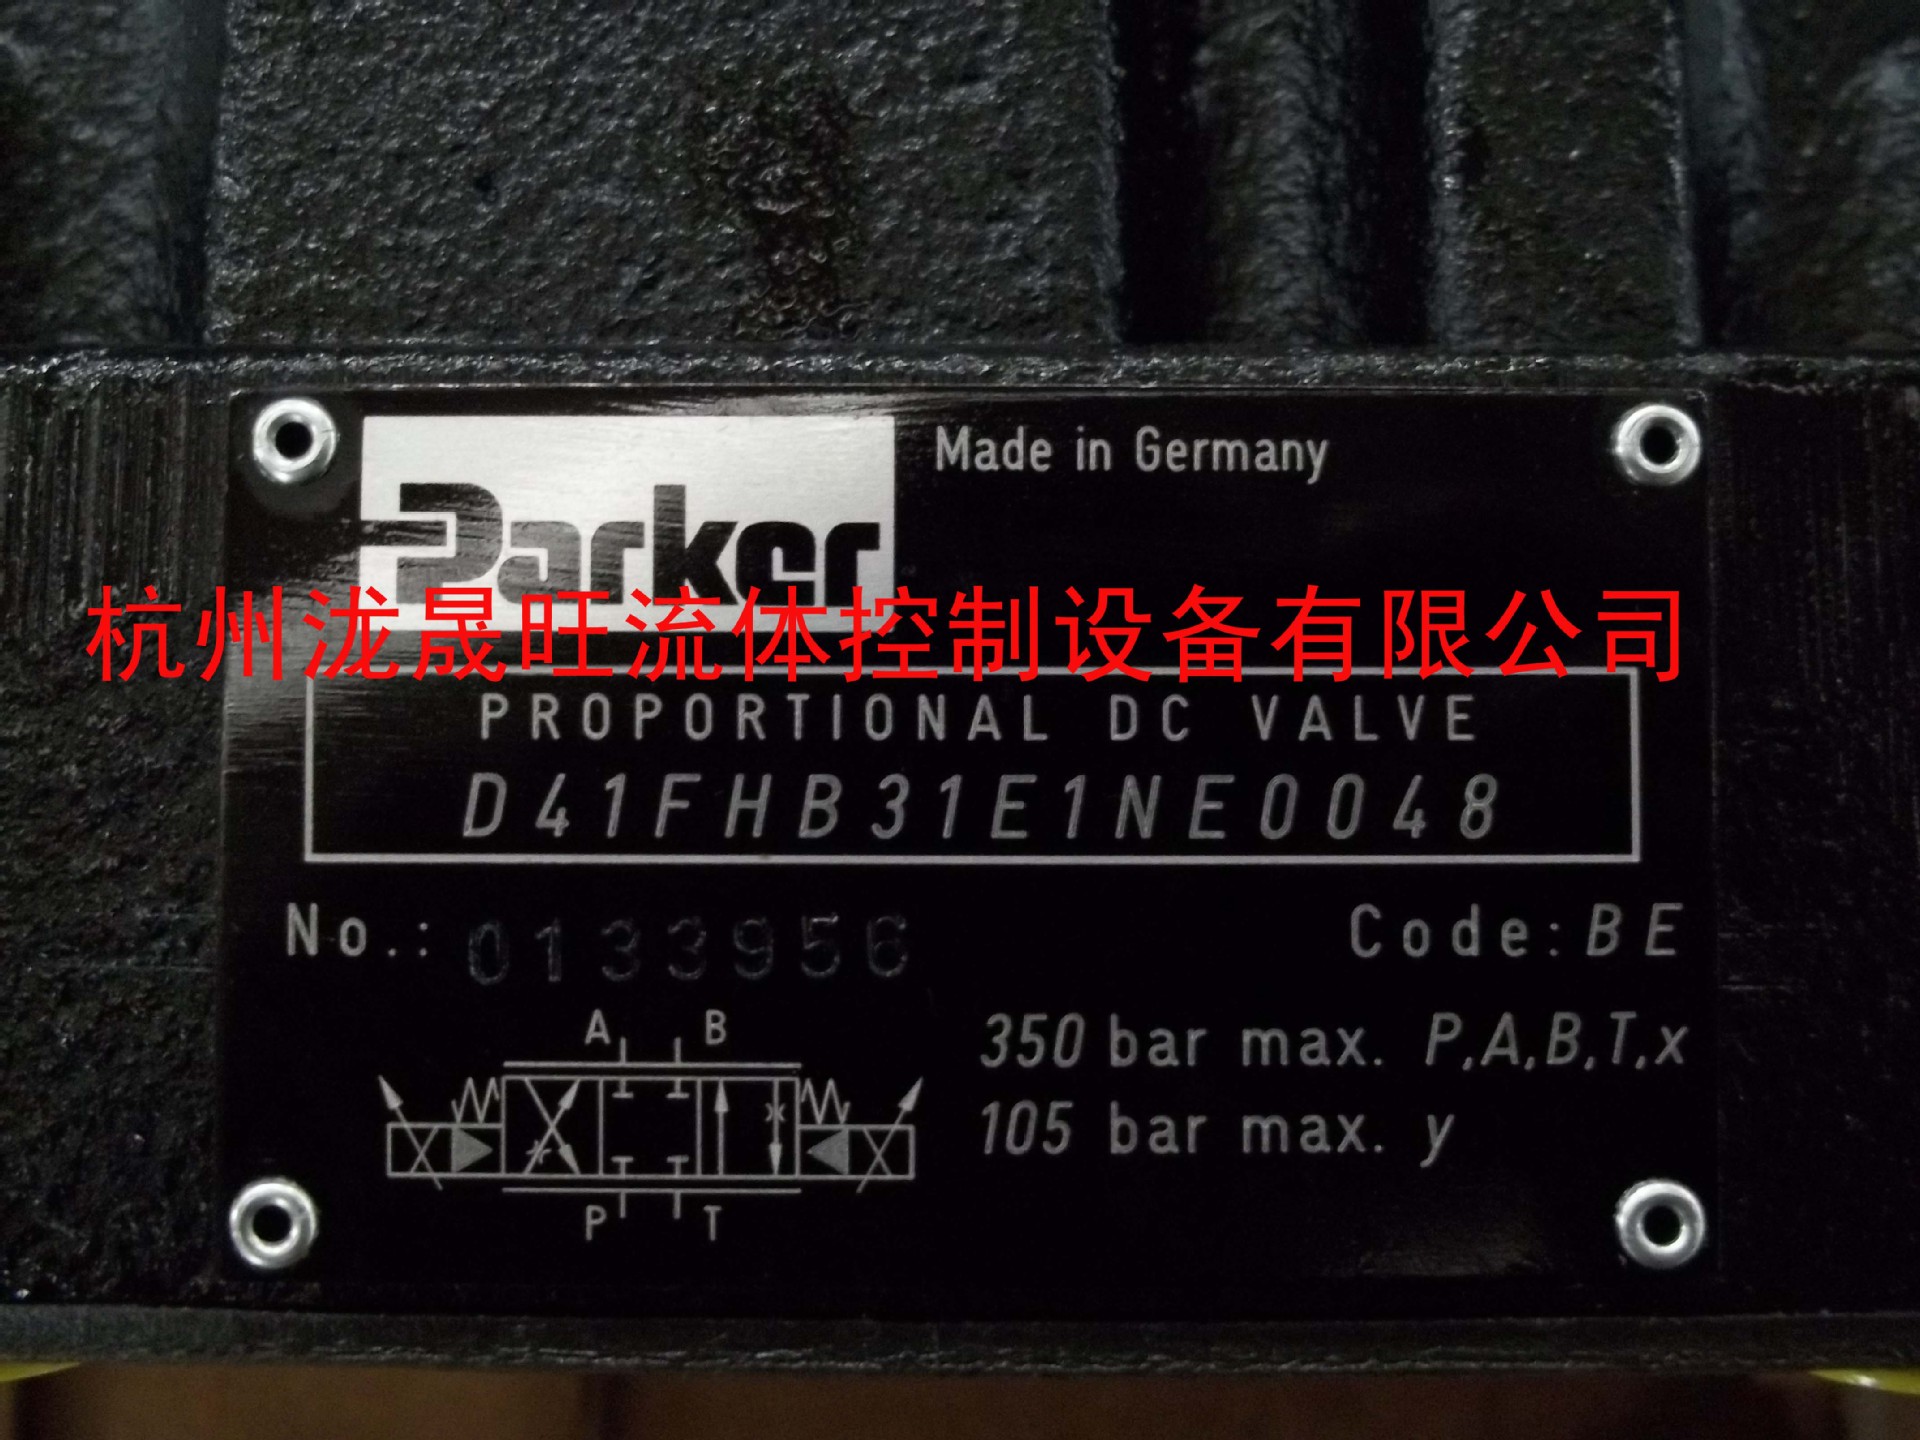 Made in Germany
Parker
杭州泷晟旺流体控制设备有限公司
PROPORTIONAL DC VALVE
D41FHB31E1NE0048
No.: 0133956
Code: BE
A B
350 bar max. P,A,B,T,x
105 bar max. y
P T